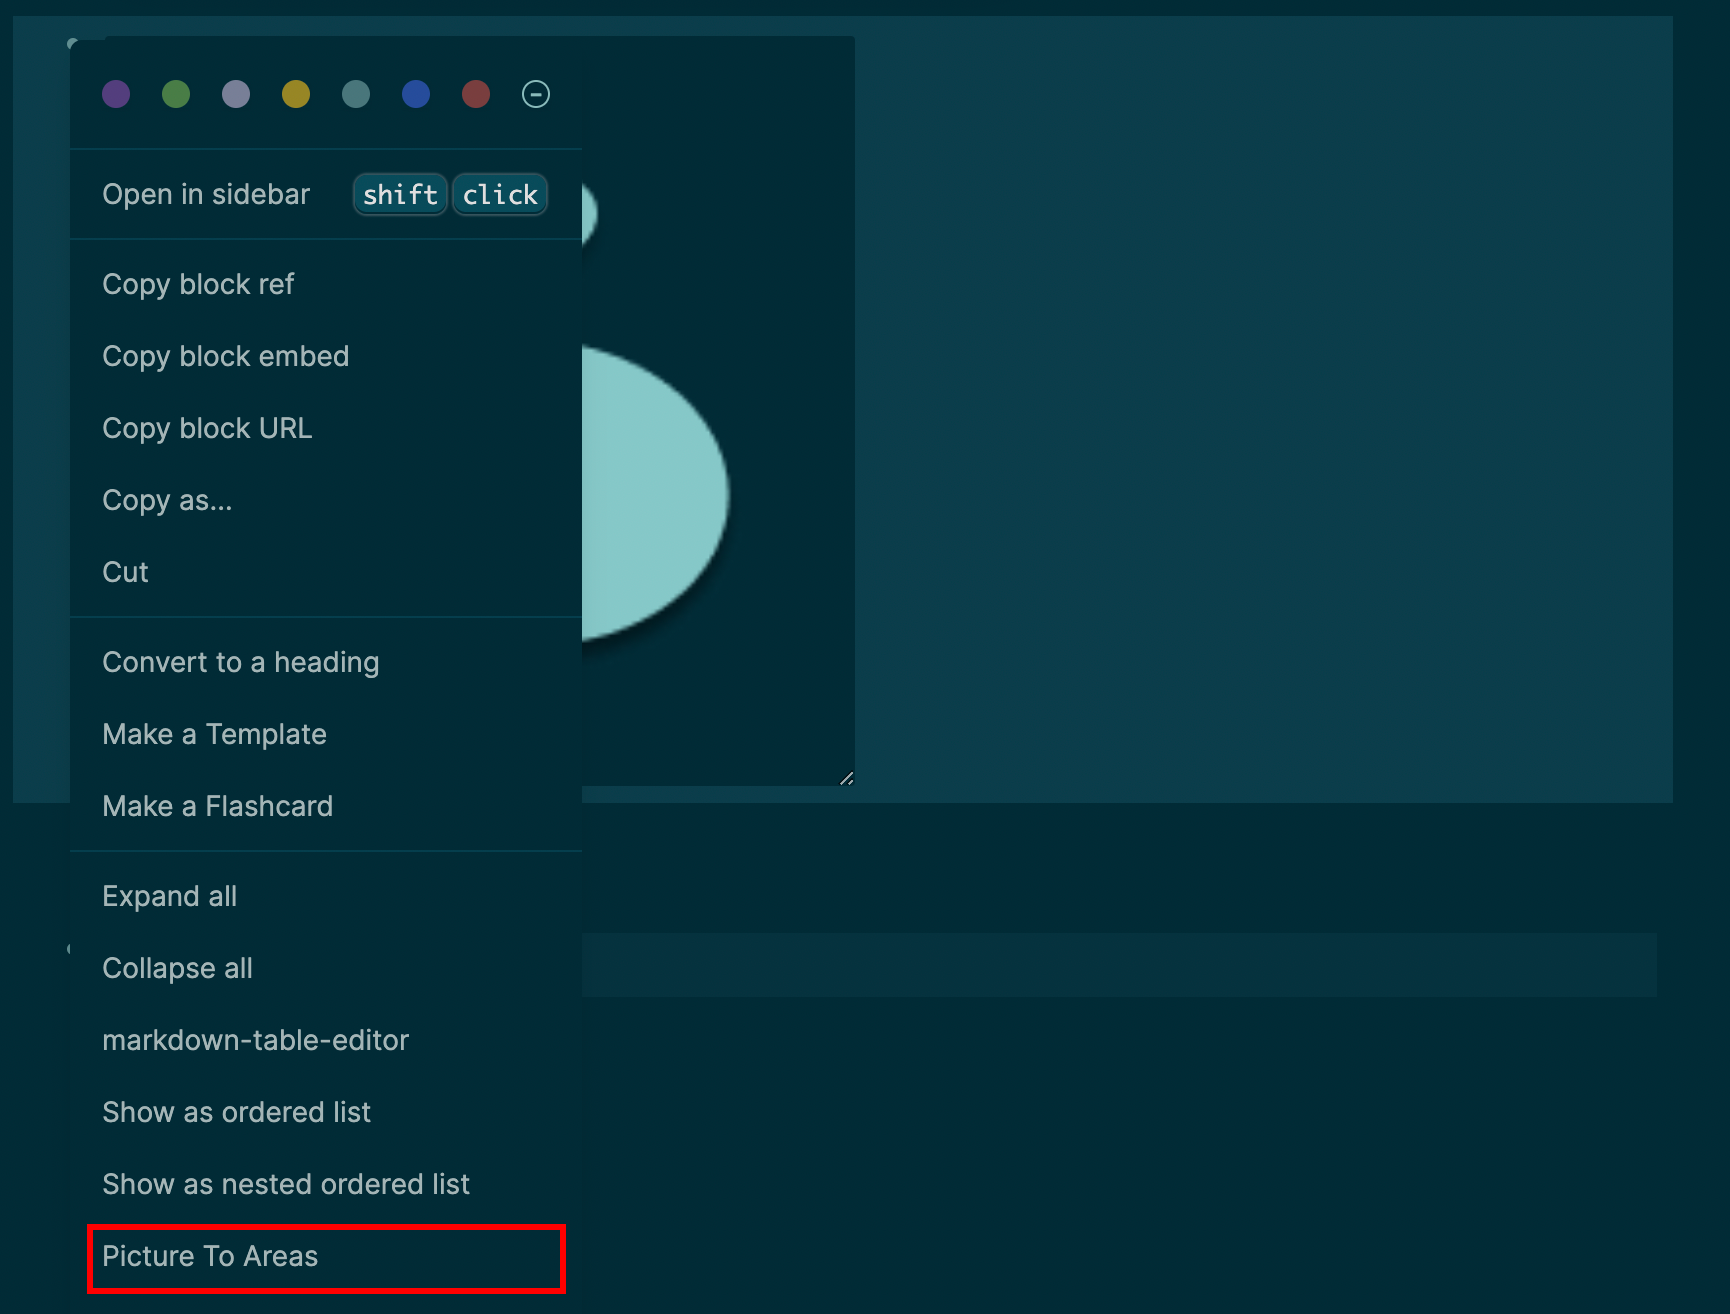 Open in sidebar shift click
Copy block ref
Copy block embed
Copy block URL
Copy as...
Cut
Convert to a heading
Make a Template
Make a Flashcard
Expand all
Collapse all
markdown-table-editor
Show as ordered list
Show as nested ordered list
Picture To Areas